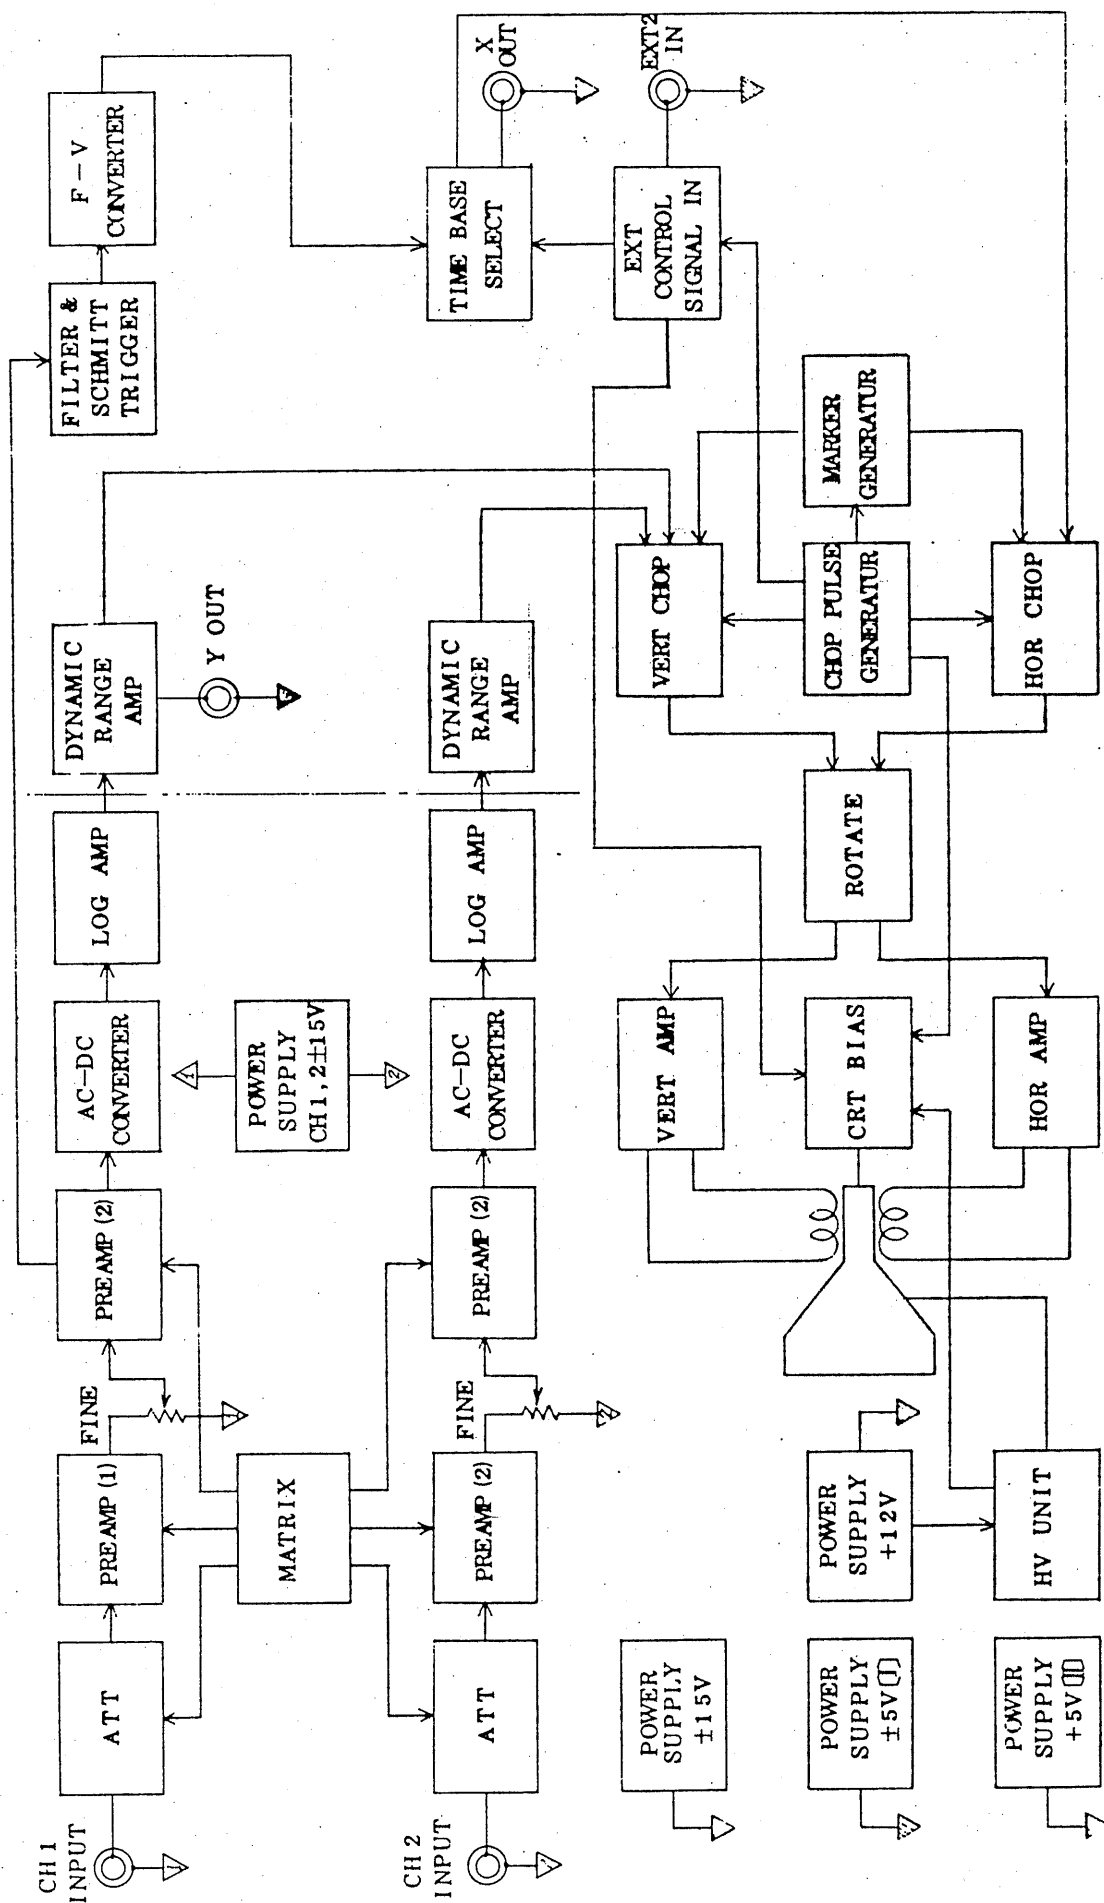 CH1
INPUT
ATT
PREAMP(1)
FINE
PREAMP(2)
AC-DC
CONVERTER
LOG AMP
DYNAMIC
RANGE
AMP
Y OUT
FILTER &
SCHMITT
TRIGGER
F-V
CONVERTER
MATRIX
POWER
SUPPLY
CH1,2±15V
1
2
CH2
INPUT
ATT
PREAMP(2)
FINE
PREAMP(2)
AC-DC
CONVERTER
LOG AMP
DYNAMIC
RANGE
AMP
TIME BASE
SELECT
X
OUT
EXT
CONTROL
SIGNAL IN
EXT2
IN
POWER
SUPPLY
±15V
VERT AMP
VERT CHOP
POWER
SUPPLY
±5V(I)
POWER
SUPPLY
+12V
CRT BIAS
ROTATE
CHOP PULSE
GENERATUR
MARKER
GENERATUR
POWER
SUPPLY
+5V(II)
HV UNIT
HOR AMP
HOR CHOP